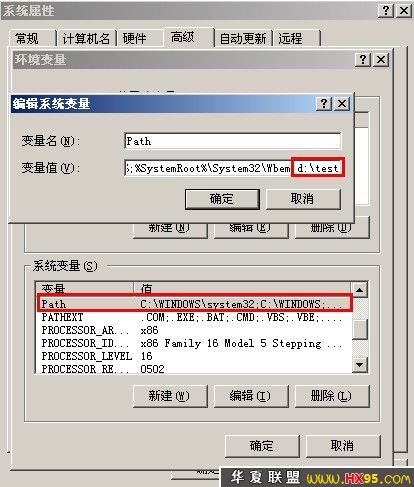 系统属性
常规 计算机名 硬件 高级 自动更新 远程
环境变量
编辑系统变量
变量名(N): Path
变量值(V): ;%SystemRoot%\System32\Wbem d:\test
确定 取消
新建(N) 编辑(E) 删除(D)
系统变量(S)
变量 值
Path C:\WINDOWS\system32;C:\WINDOWS;...
PATHEXT .COM;.EXE;.BAT;.CMD;.VBS;.VBE;....
PROCESSOR_AR... x86
PROCESSOR_ID... x86 Family 16 Model 5 Stepping ...
PROCESSOR_LEVEL 16
PROCESSOR_RE... 0502
新建(W) 编辑(I) 删除(L)
确定 取消
华夏联盟
www.HX95.com